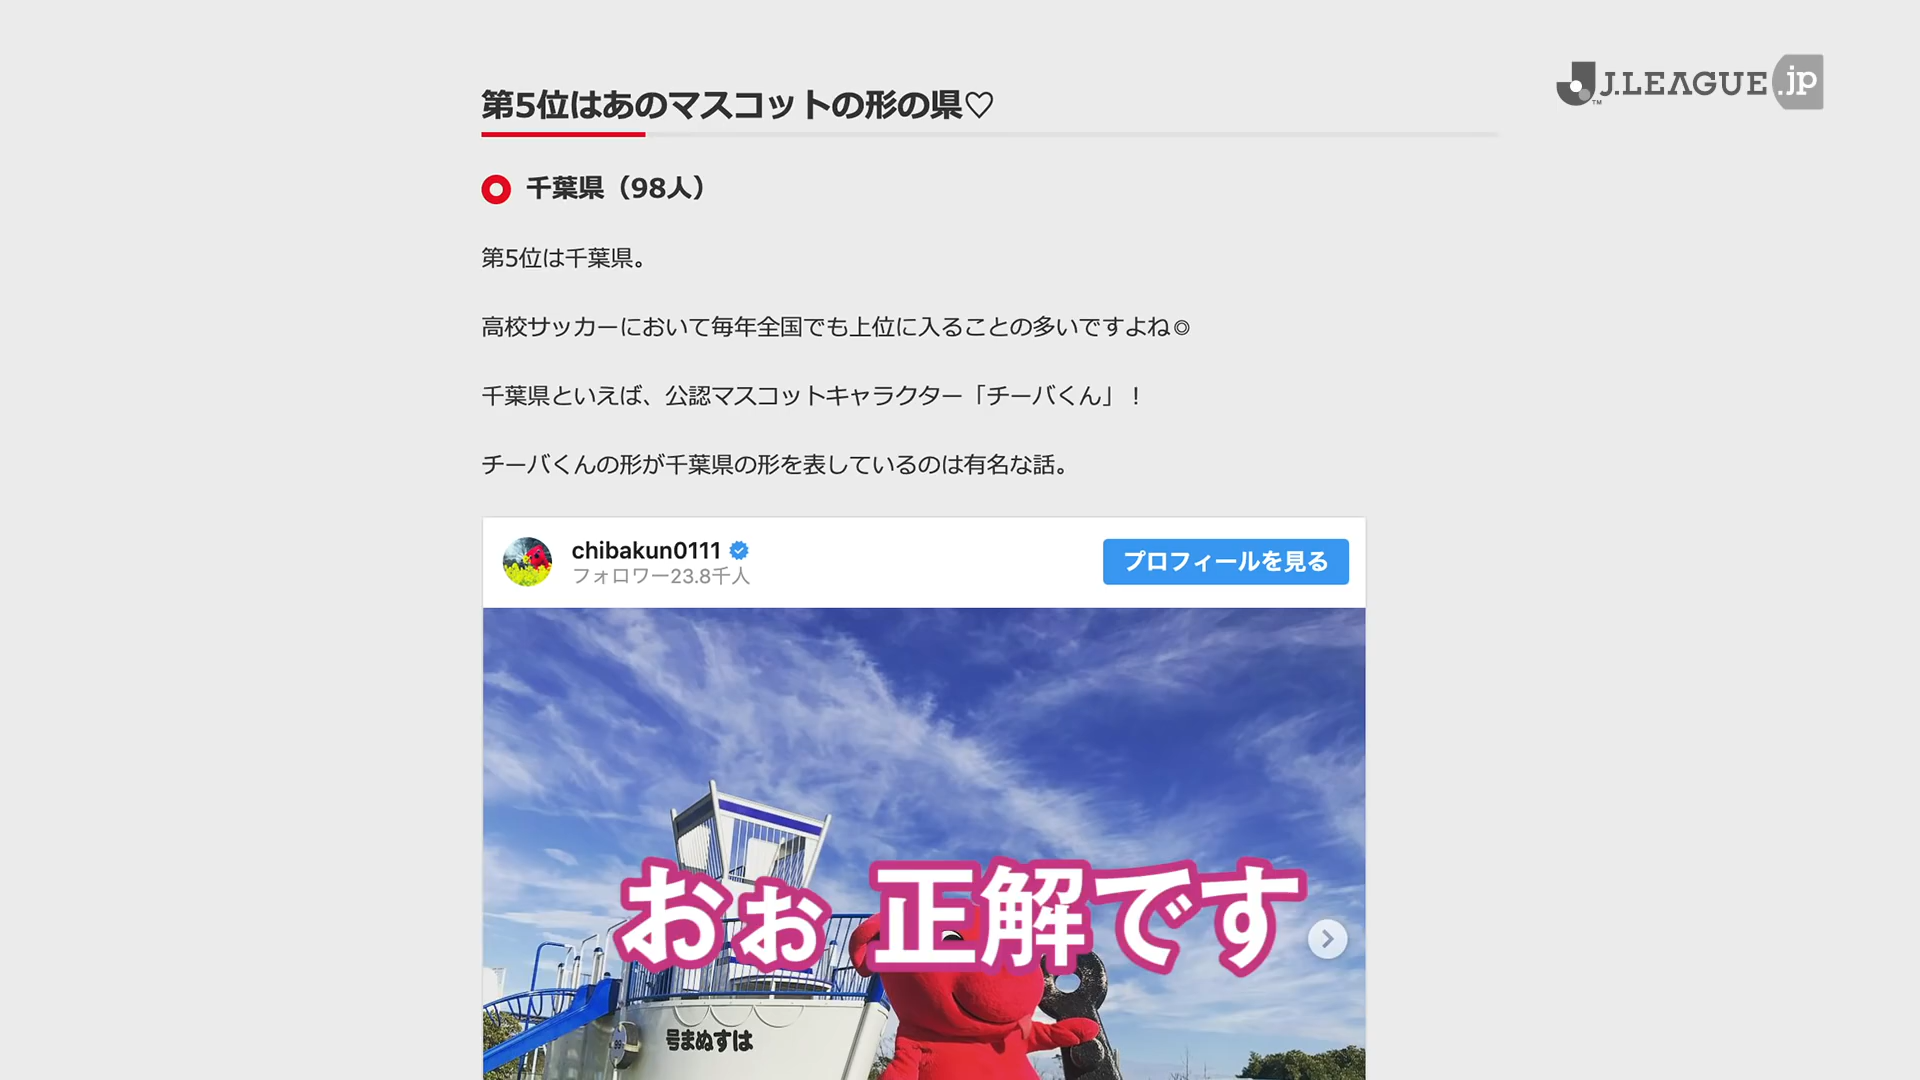 第5位はあのマスコットの形の県♡
J.LEAGUE.jp
TM
千葉県（98人）
第5位は千葉県。
高校サッカーにおいて毎年全国でも上位に入ることの多いですよね◎
千葉県といえば、公認マスコットキャラクター「チーバくん」！
チーバくんの形が千葉県の形を表しているのは有名な話。
chibakun0111
フォロワー23.8千人
プロフィールを見る
おぉ 正解です
号まぬすは